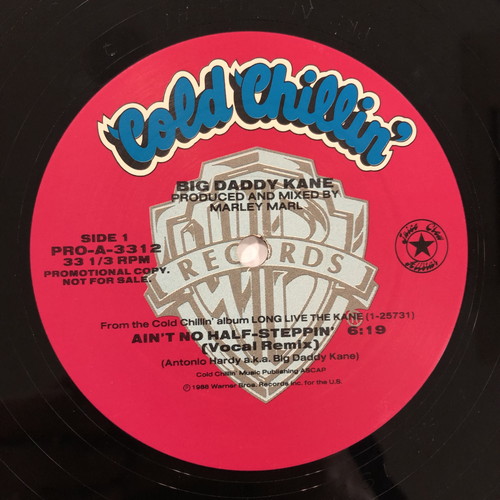 'Cold Chillin'
BIG DADDY KANE
PRODUCED AND MIXED BY
MARLEY MARL
SIDE 1
PRO-A-3312
33 1/3 RPM
PROMOTIONAL COPY.
NOT FOR SALE.
RECORDS
®
From the Cold Chillin' album LONG LIVE THE KANE (1-25731)
AIN'T NO HALF-STEPPIN' 6:19
(Vocal Remix)
(Antonio Hardy a.k.a. Big Daddy Kane)
Cold Chillin' Music Publishing ASCAP
℗ 1986 Warner Bros. Records Inc. for the U.S.